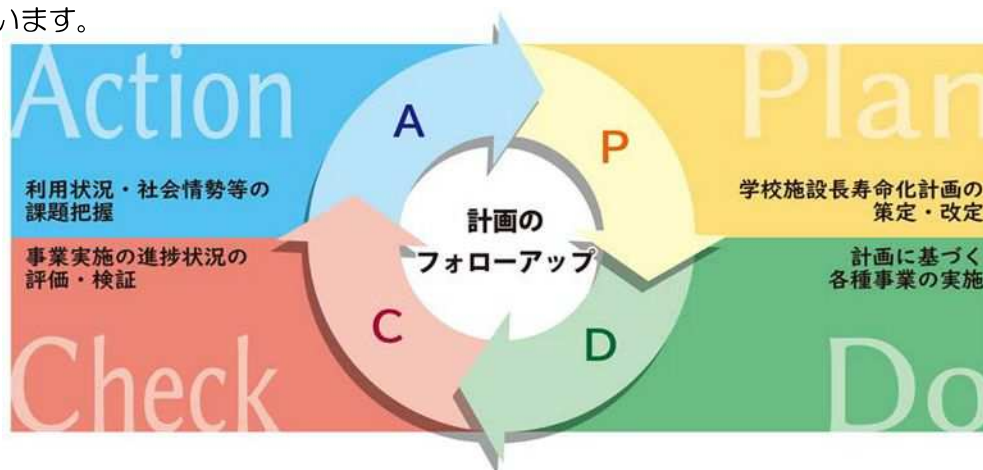 います。
Action
Plan
A
P
利用状況・社会情勢等の
課題把握
学校施設長寿命化計画の
策定・改定
計画の
フォローアップ
事業実施の進捗状況の
評価・検証
計画に基づく
各種事業の実施
C
D
Check
Do